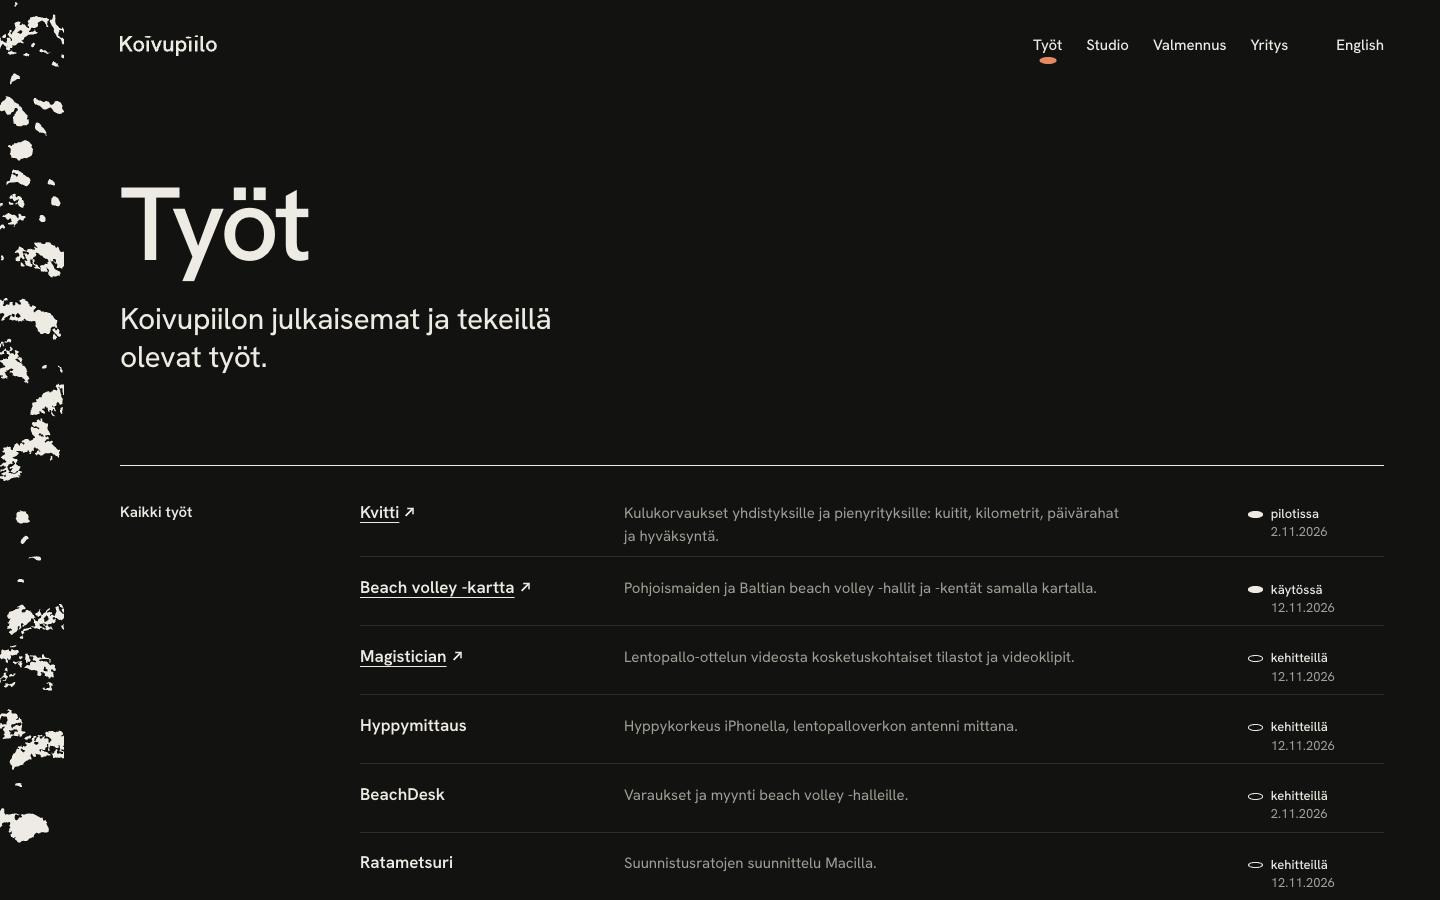 Koivupiilo
Työt
Studio
Valmennus
Yritys
English
Työt
Koivupiilon julkaisemat ja tekeillä
olevat työt.
Kaikki työt
Kvitti ↗
Kulukorvaukset yhdistyksille ja pienyrityksille: kuitit, kilometrit, päivärahat
ja hyväksyntä.
pilotissa
2.11.2026
Beach volley -kartta ↗
Pohjoismaiden ja Baltian beach volley -hallit ja -kentät samalla kartalla.
käytössä
12.11.2026
Magistician ↗
Lentopallo-ottelun videosta kosketuskohtaiset tilastot ja videoklipit.
kehitteillä
12.11.2026
Hyppymittaus
Hyppykorkeus iPhonella, lentopalloverkon antenni mittana.
kehitteillä
12.11.2026
BeachDesk
Varaukset ja myynti beach volley -halleille.
kehitteillä
2.11.2026
Ratametsuri
Suunnistusratojen suunnittelu Macilla.
kehitteillä
12.11.2026